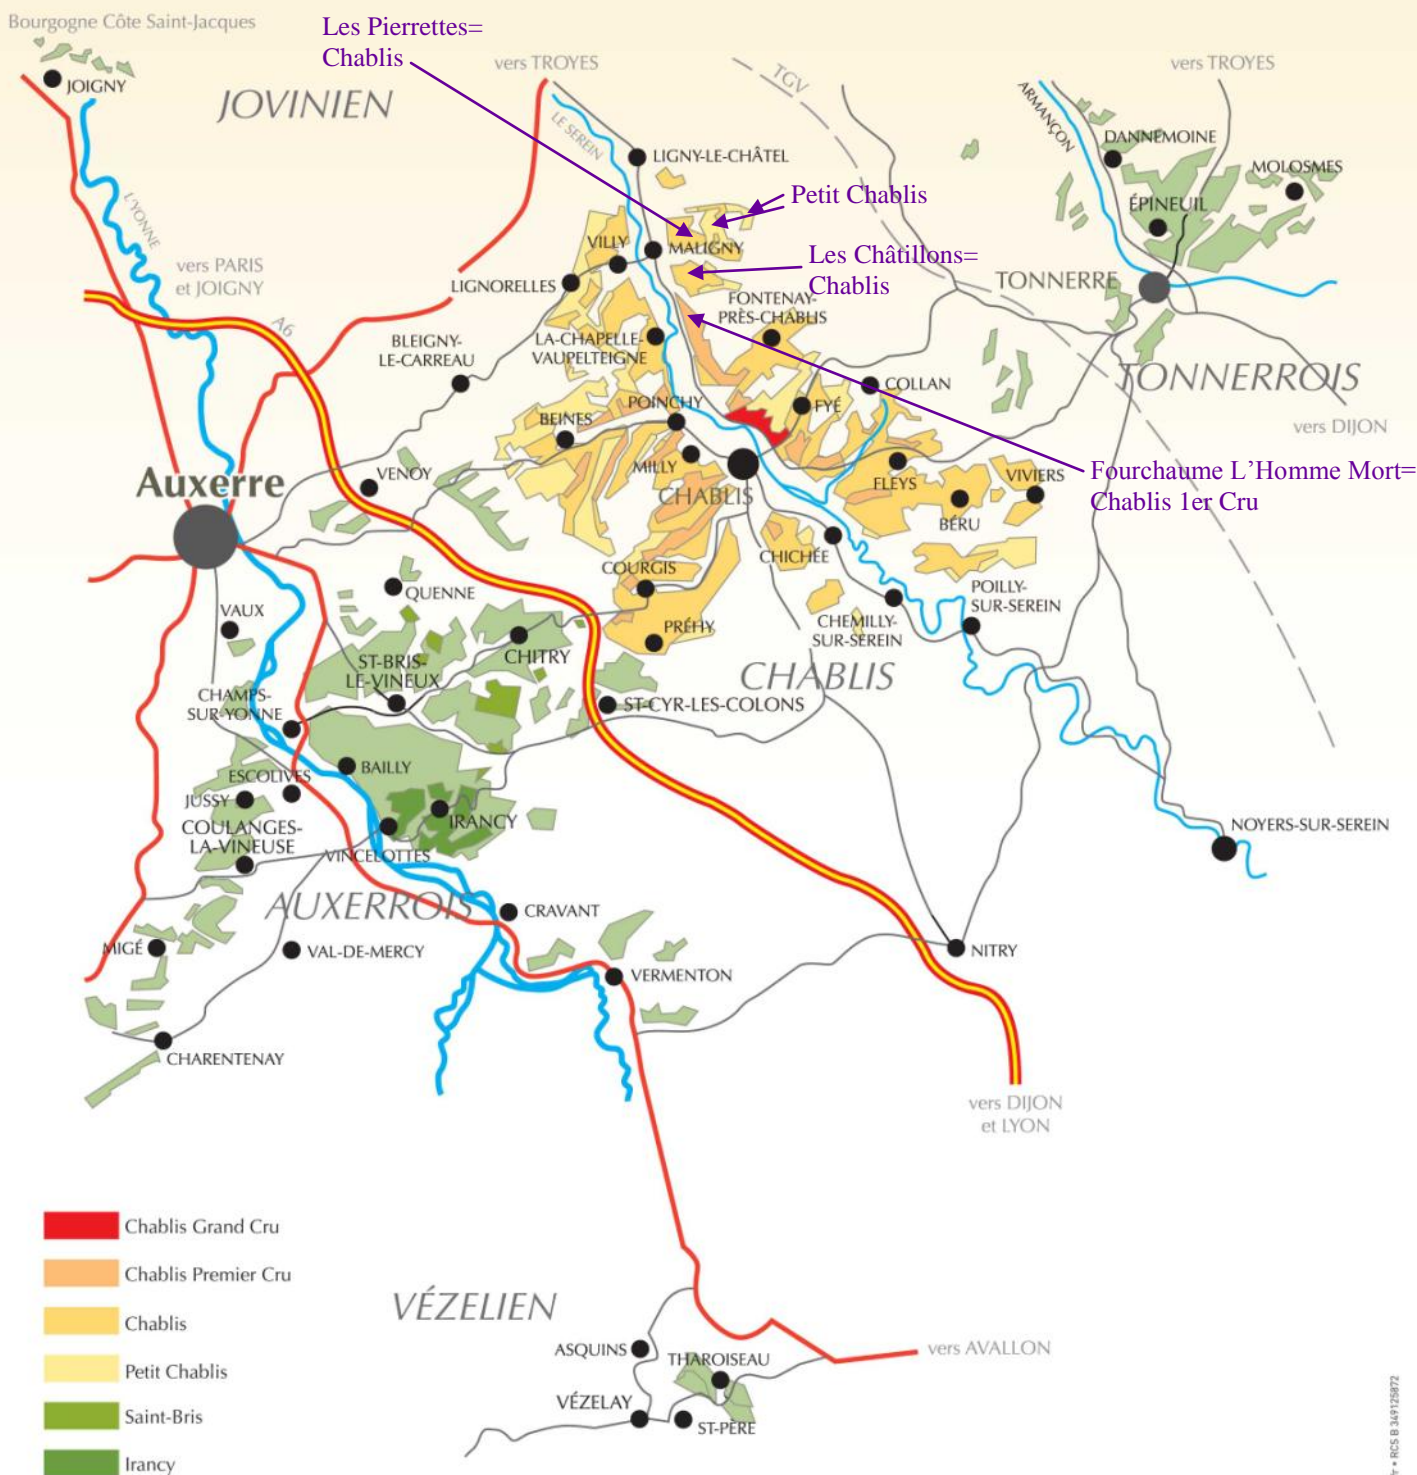 Bourgogne Côte Saint-Jacques
Les Pierrettes=
Chablis
vers TROYES
TGV
vers TROYES
JOIGNY
JOVINIEN
LE SEREIN
ARMANÇON
LIGNY-LE-CHÂTEL
DANNEMOINE
MOLOSMES
L'YONNE
Petit Chablis
ÉPINEUIL
VILLY
MALIGNY
Les Châtillons=
Chablis
vers PARIS
et JOIGNY
LIGNORELLES
TONNERRE
A6
FONTENAY-
PRÈS-CHABLIS
BLEIGNY-
LE-CARREAU
LA-CHAPELLE-
VAUPELTEIGNE
COLLAN
TONNERROIS
POINCHY
FYÉ
BEINES
vers DIJON
MILLY
Auxerre
VENOY
CHABLIS
FLEYS
VIVIERS
Fourchaume L'Homme Mort=
Chablis 1er Cru
BÉRU
CHICHÉE
COURGIS
QUENNE
POILLY-
SUR-SEREIN
VAUX
PRÉHY
CHEMILLY-
SUR-SEREIN
CHITRY
ST-BRIS-
LE-VINEUX
CHABLIS
CHAMPS-
SUR-YONNE
ST-CYR-LES-COLONS
BAILLY
ESCOLIVES
JUSSY
IRANCY
COULANGES-
LA-VINEUSE
NOYERS-SUR-SEREIN
VINCELOTTES
AUXERROIS
CRAVANT
MIGÉ
VAL-DE-MERCY
NITRY
VERMENTON
CHARENTENAY
vers DIJON
et LYON
Chablis Grand Cru
Chablis Premier Cru
Chablis
Petit Chablis
Saint-Bris
Irancy
VÉZELIEN
ASQUINS
THAROISEAU
vers AVALLON
VÉZELAY
ST-PÈRE
RCS B 349125872